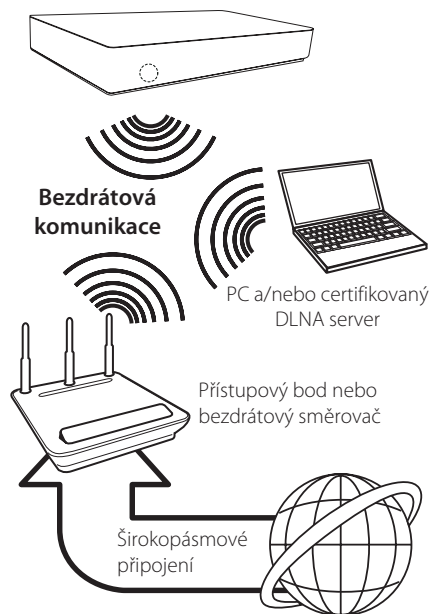 Bezdrátová
komunikace
PC a/nebo certifikovaný
DLNA server
Přístupový bod nebo
bezdrátový směrovač
Širokopásmové
připojení